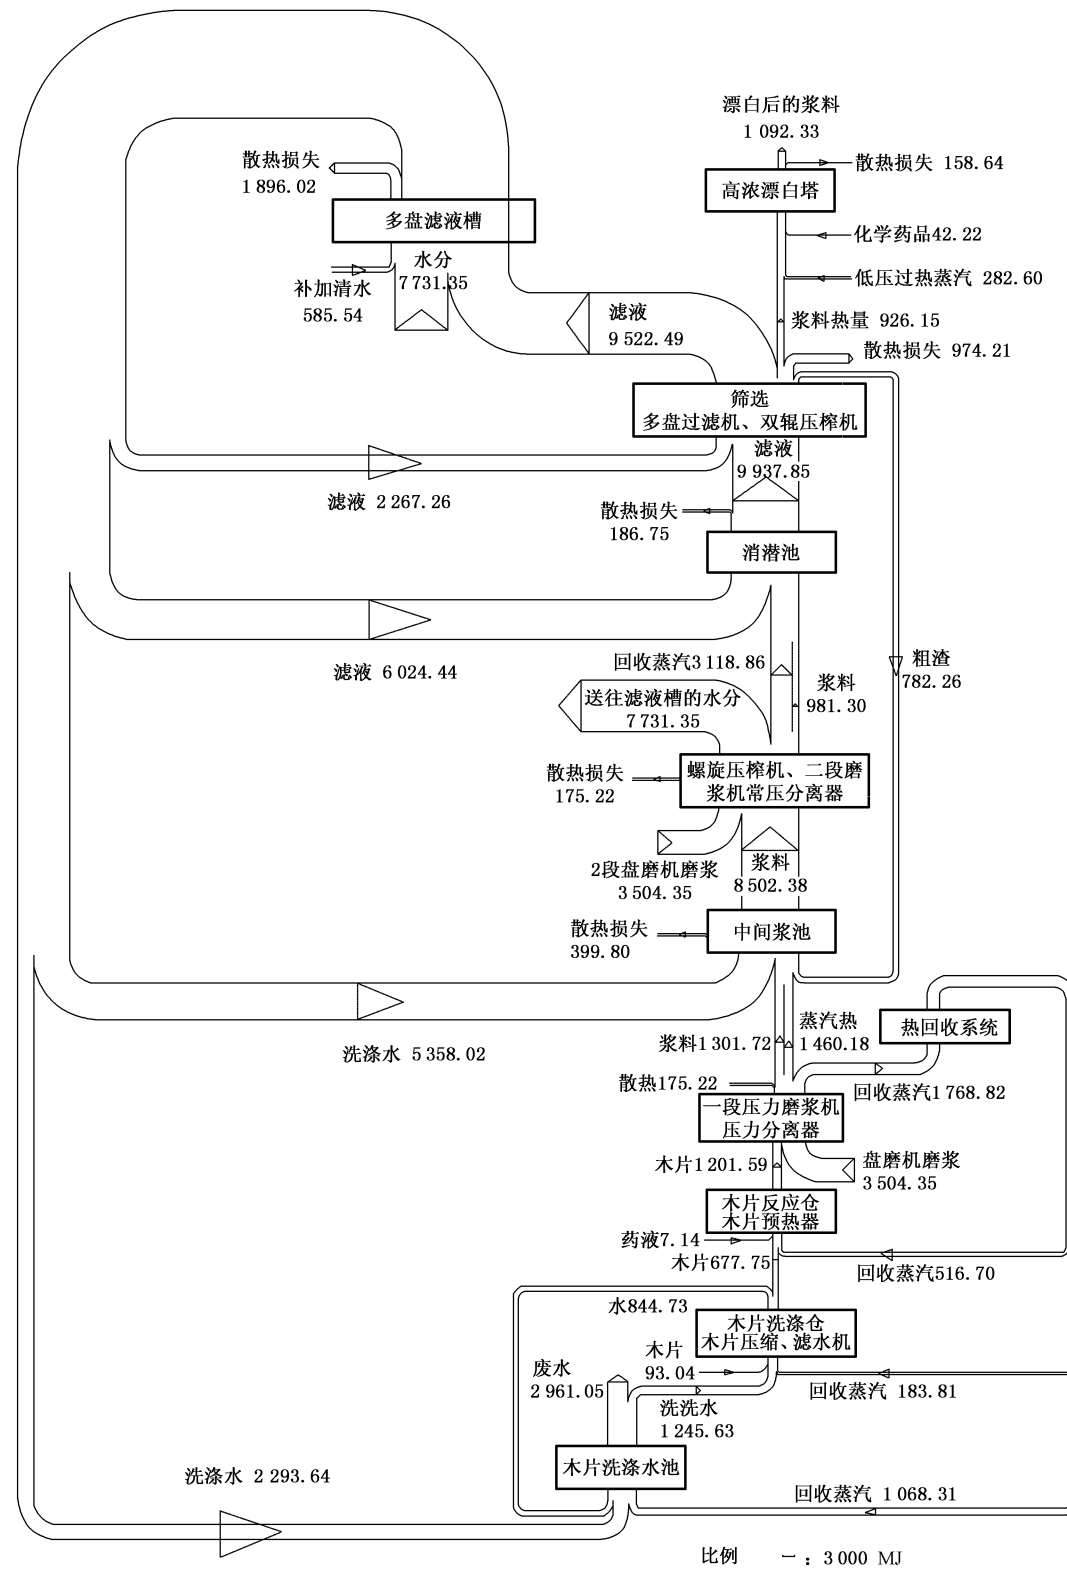 漂白后的浆料
1 092.33
散热损失
1 896.02
散热损失 158.64
高浓漂白塔
多盘滤液槽
化学药品42.22
水分
7 731.35
补加清水
585.54
低压过热蒸汽 282.60
滤液
9 522.49
浆料热量 926.15
散热损失 974.21
筛选
多盘过滤机、双辊压榨机
滤液
9 937.85
滤液 2 267.26
散热损失
186.75
消潜池
滤液 6 024.44
回收蒸汽3 118.86
粗渣
782.26
浆料
981.30
送往滤液槽的水分
7 731.35
散热损失
175.22
螺旋压榨机、二段磨
浆机常压分离器
2段盘磨机磨浆
3 504.35
浆料
8 502.38
散热损失
399.80
中间浆池
洗涤水 5 358.02
浆料1 301.72
蒸汽热
1 460.18
热回收系统
散热175.22
回收蒸汽1 768.82
一段压力磨浆机
压力分离器
木片1 201.59
盘磨机磨浆
3 504.35
木片反应仓
木片预热器
药液7.14
木片677.75
回收蒸汽516.70
水844.73
木片洗涤仓
木片压缩、滤水机
木片
93.04
废水
2 961.05
回收蒸汽 183.81
洗洗水
1 245.63
木片洗涤水池
洗涤水 2 293.64
回收蒸汽 1 068.31
比例 一 : 3 000 MJ